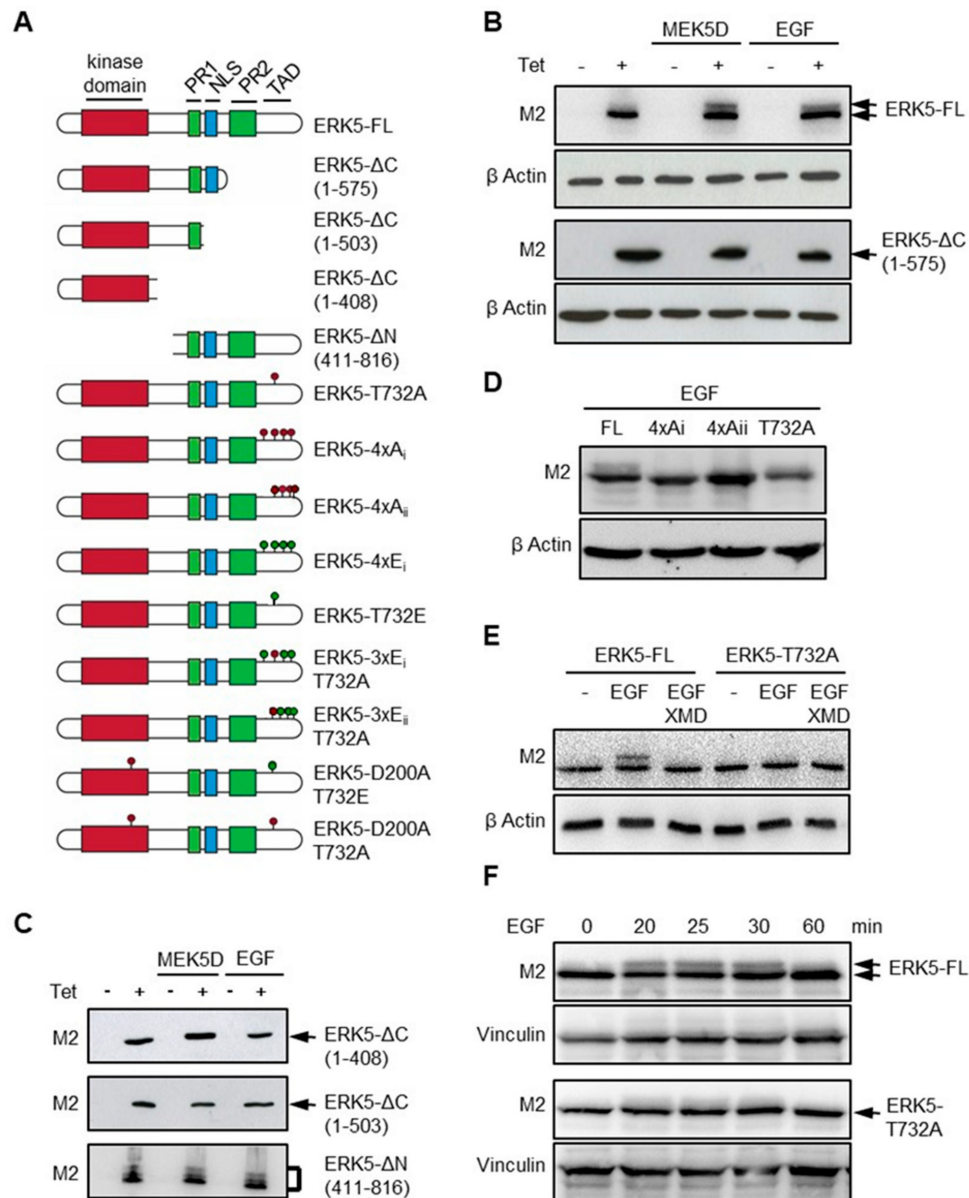 A
kinase
domain
PR1 NLS PR2 TAD
ERK5-FL
ERK5-ΔC
(1-575)
ERK5-ΔC
(1-503)
ERK5-ΔC
(1-408)
ERK5-ΔN
(411-816)
ERK5-T732A
ERK5-4xAi
ERK5-4xAii
ERK5-4xEi
ERK5-T732E
ERK5-3xEi
T732A
ERK5-3xEii
T732A
ERK5-D200A
T732E
ERK5-D200A
T732A
B
MEK5D EGF
Tet - + - + - +
M2 ERK5-FL
β Actin
M2 ERK5-ΔC
(1-575)
β Actin
C
MEK5D EGF
Tet - + - + - +
M2 ERK5-ΔC
(1-408)
M2 ERK5-ΔC
(1-503)
M2 ERK5-ΔN
(411-816)
D
EGF
FL 4xAi 4xAii T732A
M2
β Actin
E
ERK5-FL ERK5-T732A
- EGF EGF - EGF EGF
XMD XMD
M2
β Actin
F
EGF 0 20 25 30 60 min
M2 ERK5-FL
Vinculin
M2 ERK5-
T732A
Vinculin